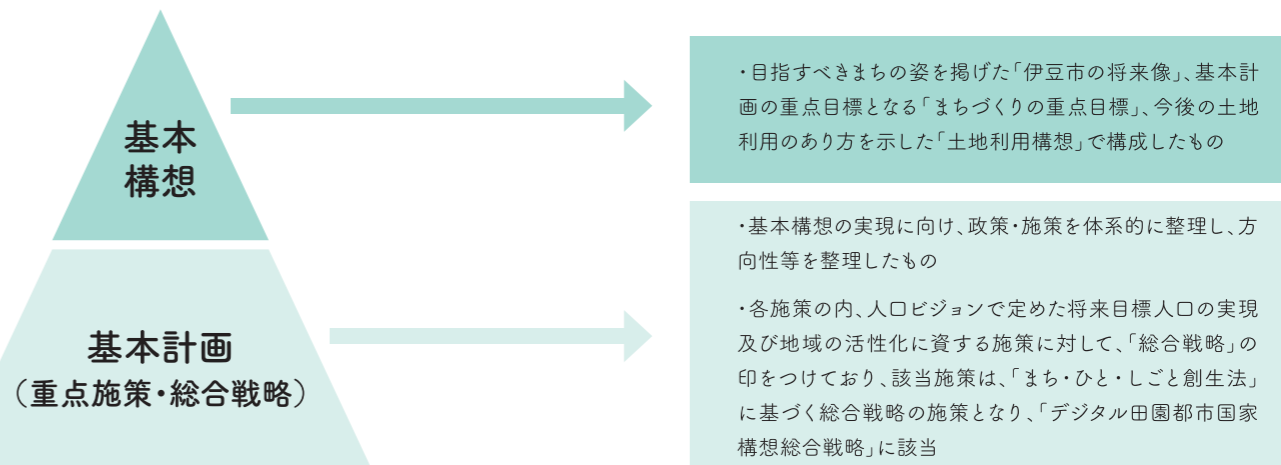 基本
構想
・目指すべきまちの姿を掲げた「伊豆市の将来像」、基本計
画の重点目標となる「まちづくりの重点目標」、今後の土地
利用のあり方を示した「土地利用構想」で構成したもの
基本計画
（重点施策・総合戦略）
・基本構想の実現に向け、政策・施策を体系的に整理し、方
向性等を整理したもの
・各施策の内、人口ビジョンで定めた将来目標人口の実現
及び地域の活性化に資する施策に対して、「総合戦略」の
印をつけており、該当施策は、「まち・ひと・しごと創生法」
に基づく総合戦略の施策となり、「デジタル田園都市国家
構想総合戦略」に該当